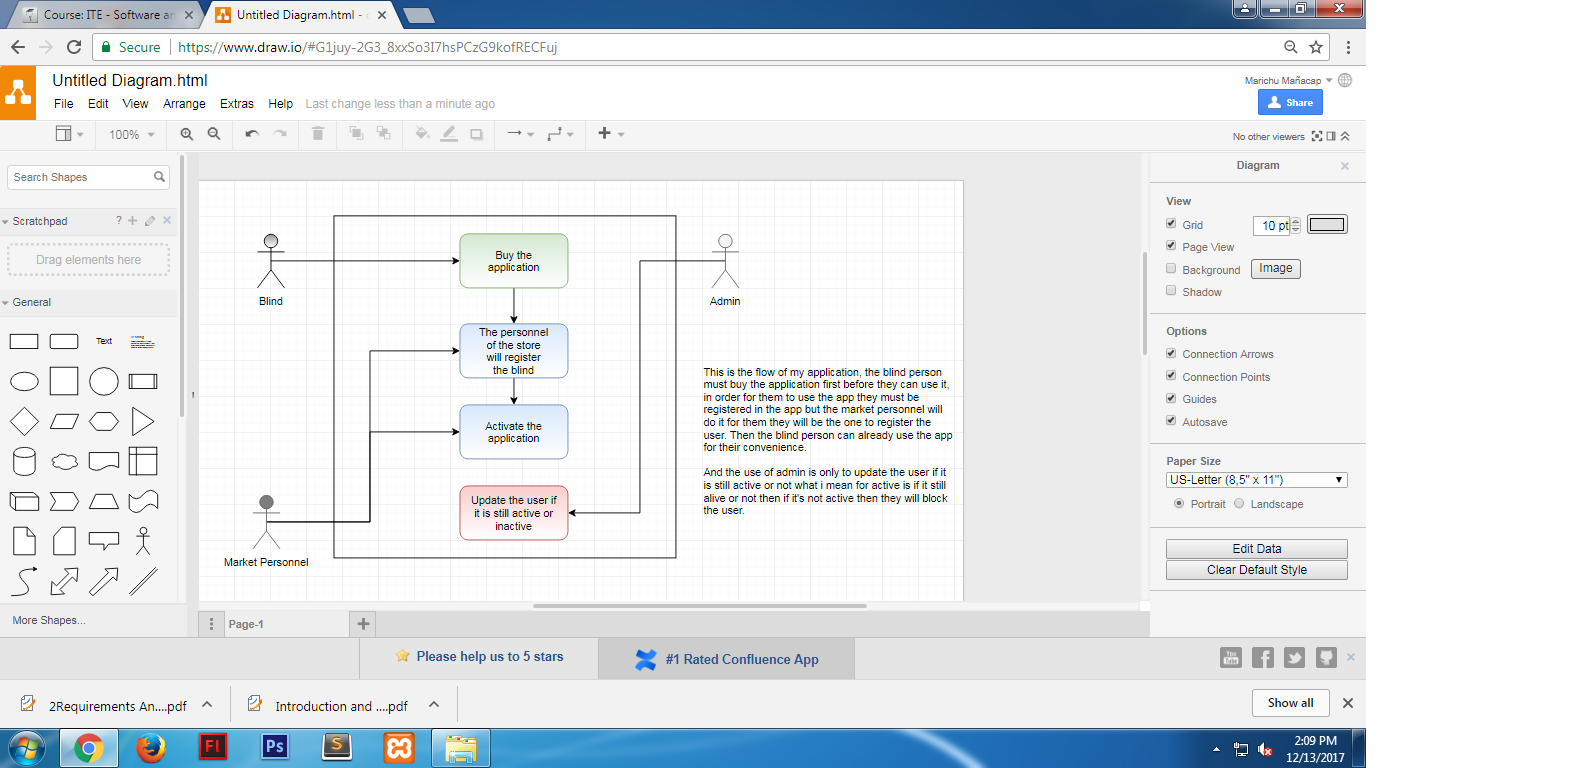 Course: ITE - Software an
Untitled Diagram.html -
Secure
https://www.draw.io/#G1juy-2G3_8xxSo3I7hsPCzG9kofRECFuj
Untitled Diagram.html
Marichu Mañacap
File Edit View Arrange Extras Help Last change less than a minute ago
Share
100%
No other viewers
Search Shapes
Diagram
Scratchpad ?
View
Grid 10 pt
Page View
Drag elements here
Background Image
Shadow
General
Text
Options
Connection Arrows
Connection Points
Guides
Autosave
Paper Size
US-Letter (8,5" x 11")
Portrait Landscape
Edit Data
Clear Default Style
More Shapes...
Blind
Buy the
application
Admin
The personnel
of the store
will register
the blind
Activate the
application
Update the user if
it is still active or
inactive
Market Personnel
This is the flow of my application, the blind person
must buy the application first before they can use it,
in order for them to use the app they must be
registered in the app but the market personnel will
do it for them they will be the one to register the
user. Then the blind person can already use the app
for their convenience.
And the use of admin is only to update the user if it
is still active or not what i mean for active is if it still
alive or not then if it's not active then they will block
the user.
Page-1
Please help us to 5 stars
#1 Rated Confluence App
You
Tube
2Requirements An....pdf
Introduction and ....pdf
Show all
Fl
Ps
S
2:09 PM
12/13/2017